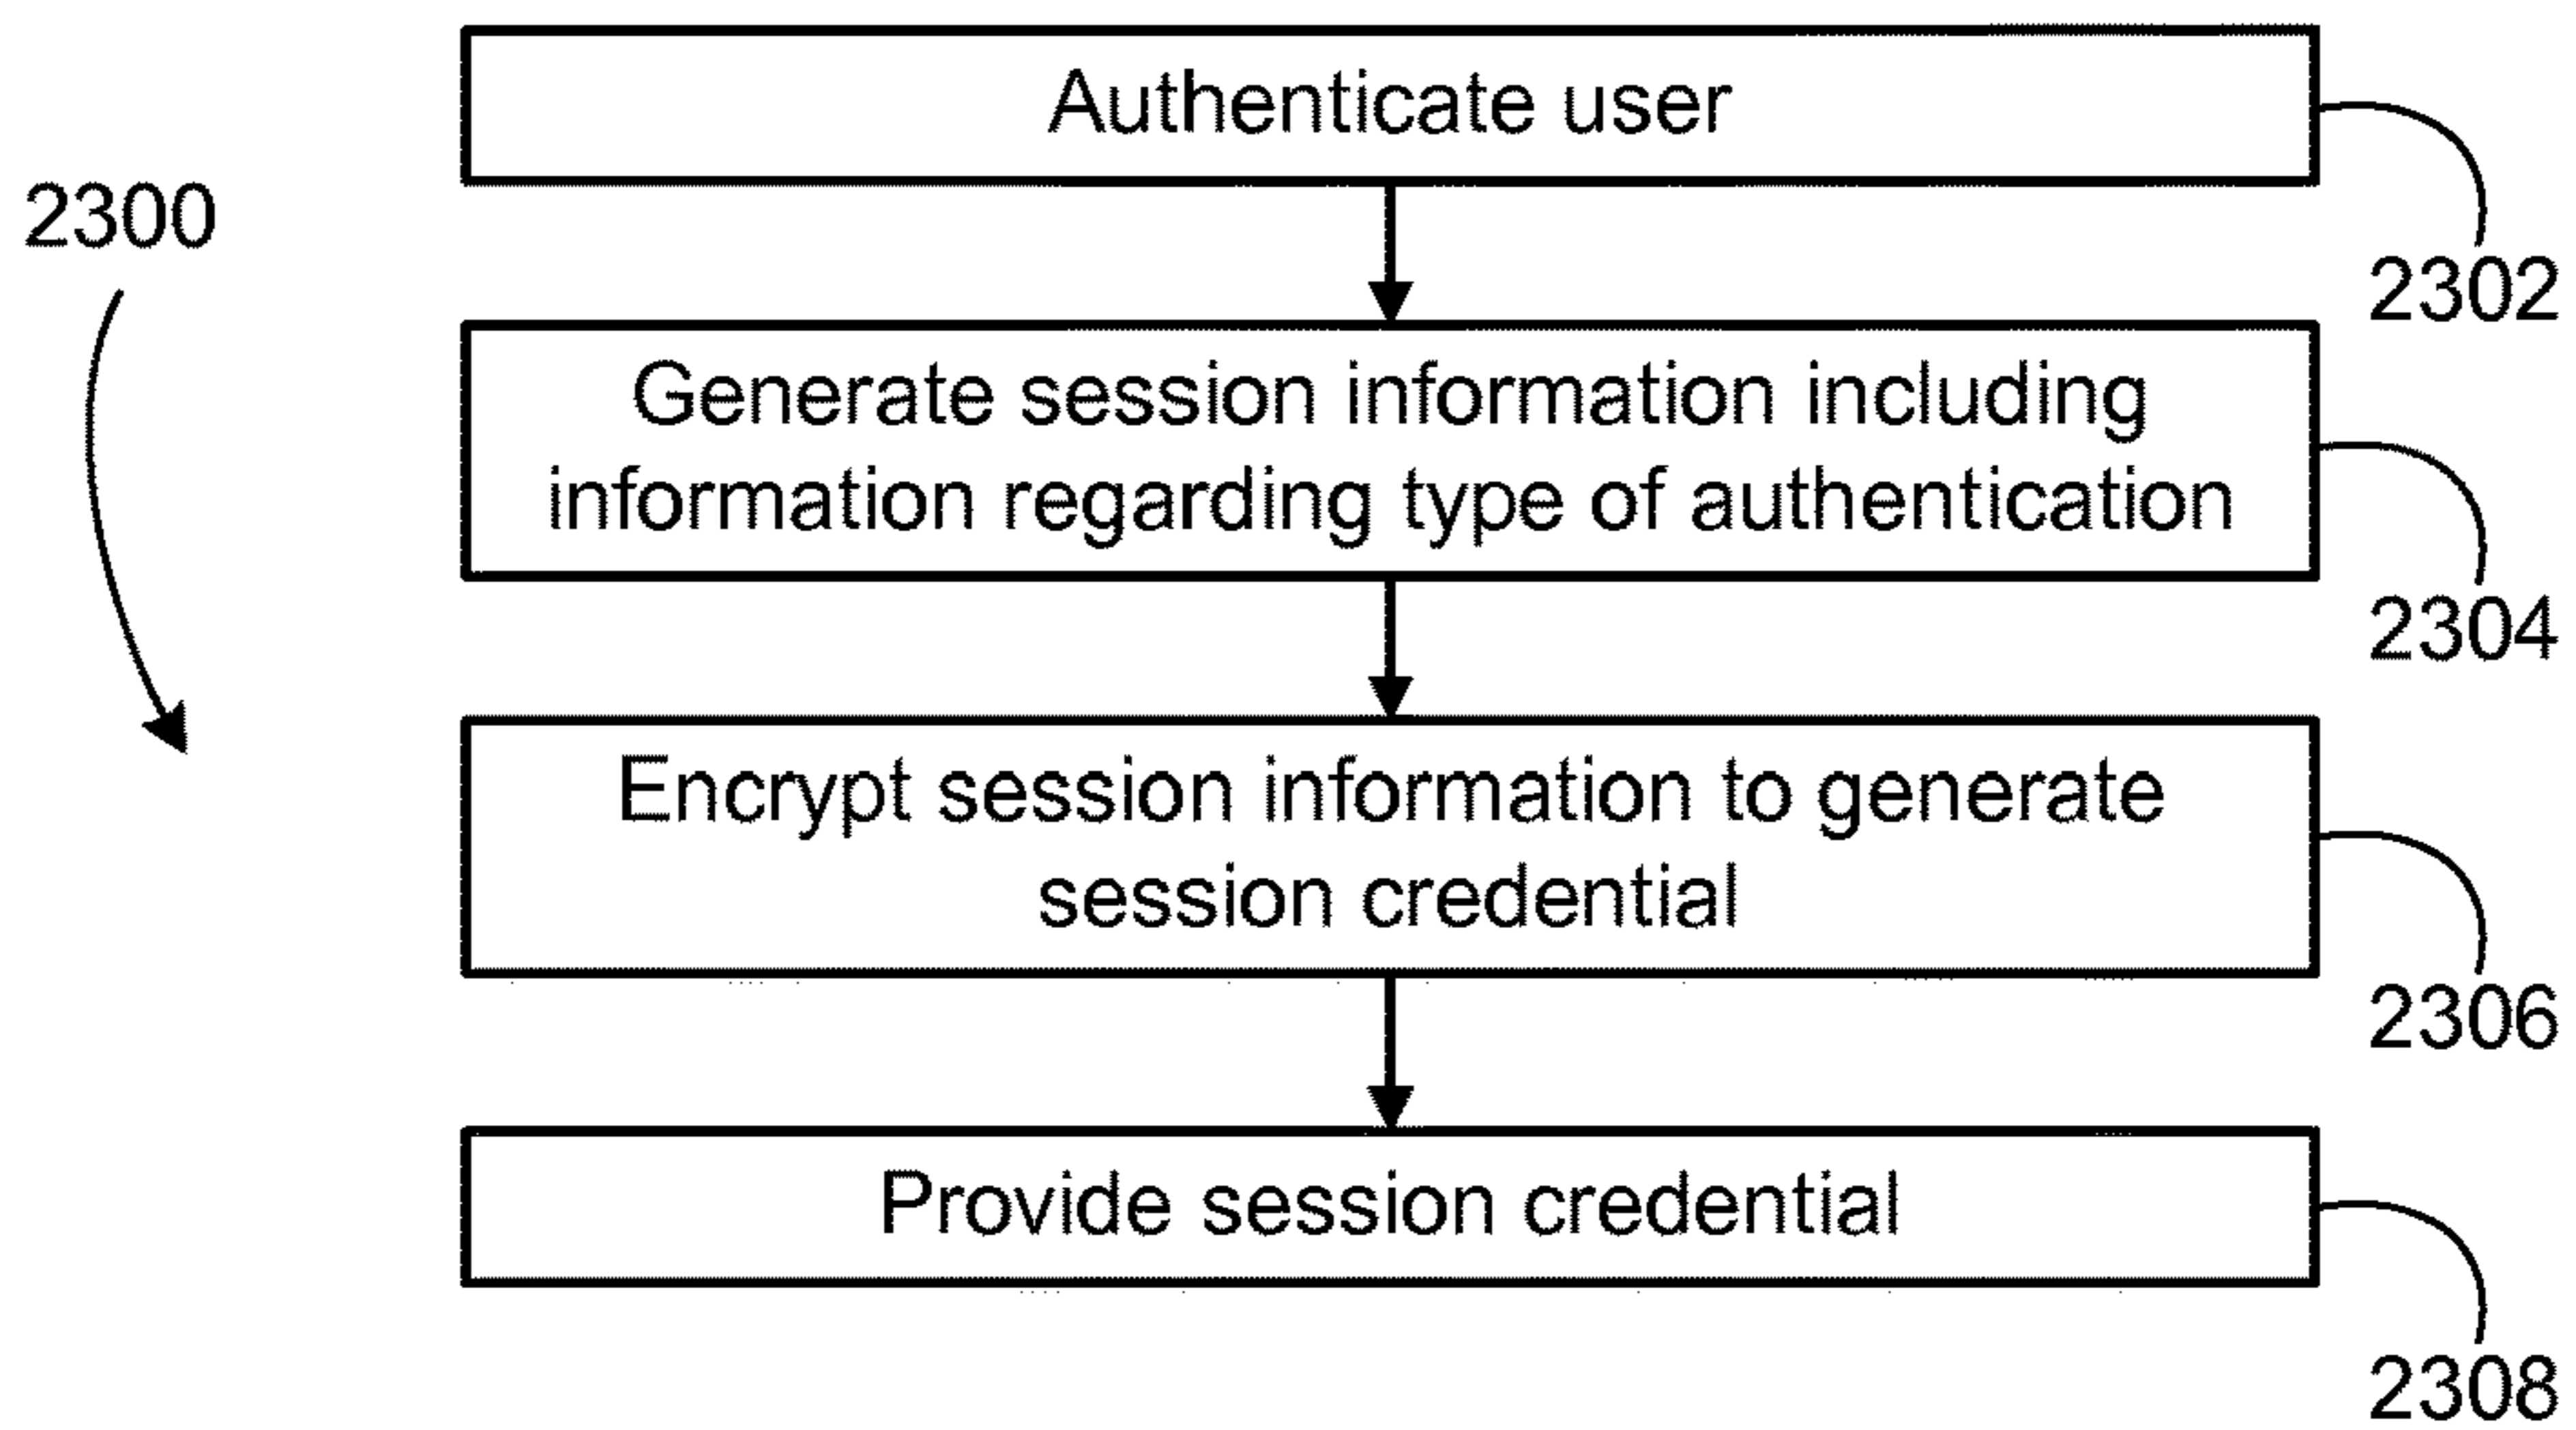 Authenticate user
2300
2302
Generate session information including
information regarding type of authentication
2304
Encrypt session information to generate
session credential
2306
Provide session credential
2308